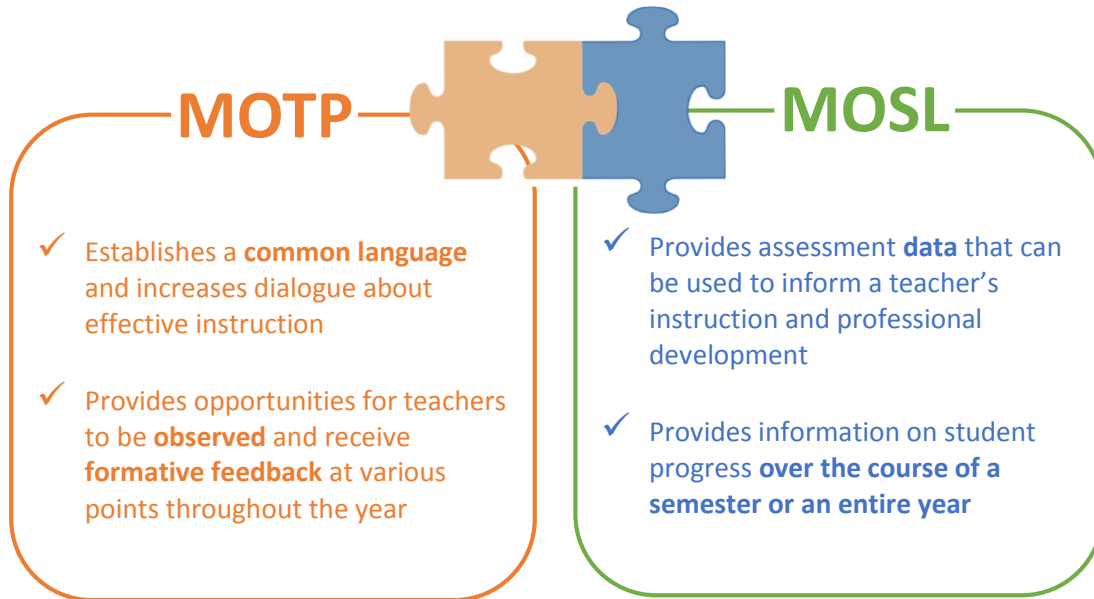 MOTP
✓ Establishes a common language
and increases dialogue about
effective instruction
✓ Provides opportunities for teachers
to be observed and receive
formative feedback at various
points throughout the year
MOSL
✓ Provides assessment data that can
be used to inform a teacher’s
instruction and professional
development
✓ Provides information on student
progress over the course of a
semester or an entire year